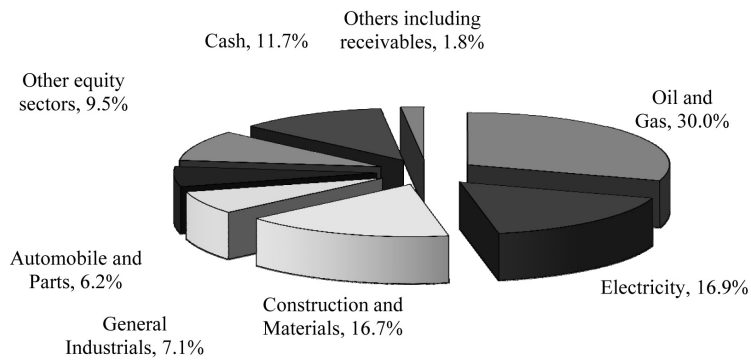 Others including
receivables, 1.8%
Cash, 11.7%
Other equity
sectors, 9.5%
Oil and
Gas, 30.0%
Automobile and
Parts, 6.2%
Electricity, 16.9%
Construction and
Materials, 16.7%
General
Industrials, 7.1%